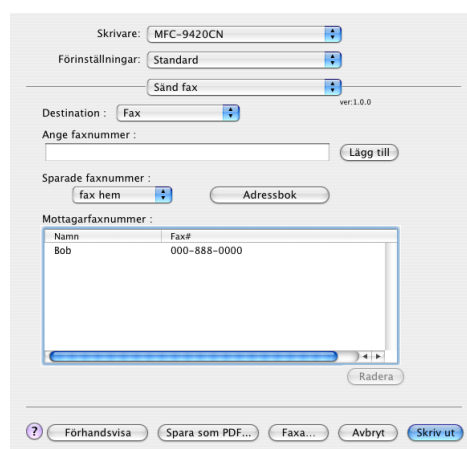 Skrivare: MFC-9420CN
Förinställningar: Standard
Sänd fax
ver:1.0.0
Destination : Fax
Ange faxnummer :
Lägg till
Sparade faxnummer :
fax hem Adressbok
Mottagarfaxnummer :
Namn Fax#
Bob 000-888-0000
Radera
? Förhandsvisa Spara som PDF... Faxa... Avbryt Skriv ut